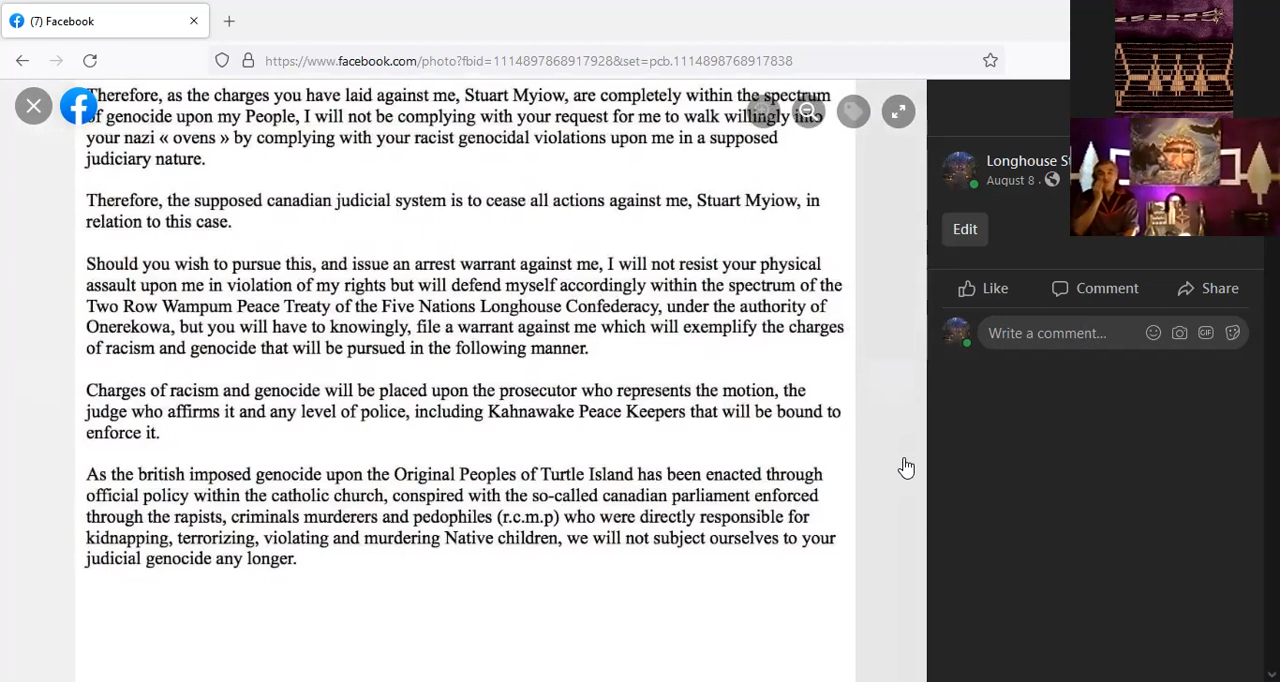 (7) Facebook
https://www.facebook.com/photo?fbid=1114897868917928&set=pcb.1114898768917838
Therefore, as the charges you have laid against me, Stuart Myiow, are completely within the spectrum
of genocide upon my People, I will not be complying with your request for me to walk willingly into
your nazi « ovens » by complying with your racist genocidal violations upon me in a supposed
judiciary nature.
Therefore, the supposed canadian judicial system is to cease all actions against me, Stuart Myiow, in
relation to this case.
Should you wish to pursue this, and issue an arrest warrant against me, I will not resist your physical
assault upon me in violation of my rights but will defend myself accordingly within the spectrum of the
Two Row Wampum Peace Treaty of the Five Nations Longhouse Confederacy, under the authority of
Onerekowa, but you will have to knowingly, file a warrant against me which will exemplify the charges
of racism and genocide that will be pursued in the following manner.
Charges of racism and genocide will be placed upon the prosecutor who represents the motion, the
judge who affirms it and any level of police, including Kahnawake Peace Keepers that will be bound to
enforce it.
As the british imposed genocide upon the Original Peoples of Turtle Island has been enacted through
official policy within the catholic church, conspired with the so-called canadian parliament enforced
through the rapists, criminals murderers and pedophiles (r.c.m.p) who were directly responsible for
kidnapping, terrorizing, violating and murdering Native children, we will not subject ourselves to your
judicial genocide any longer.
Longhouse
August 8 ·
Edit
Like Comment Share
Write a comment...
GIF